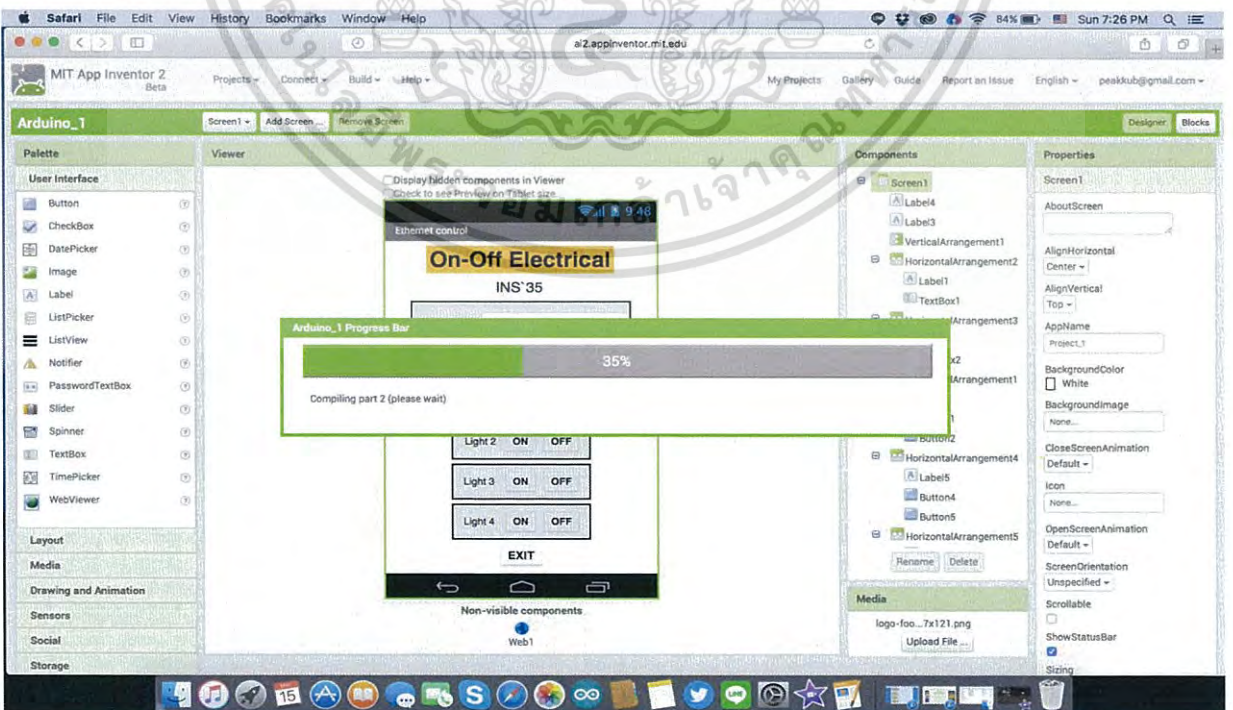 Safari File Edit View History Bookmarks Window Help 84% Sun 7:26 PM
ai2.appinventor.mit.edu
MIT App Inventor 2
Beta
Projects Connect Build Help My Projects Gallery Guide Report an Issue English peakkub@gmail.com
Arduino_1 Screen1 Add Screen ... Remove Screen Designer Blocks
Palette
User Interface
Button
CheckBox
DatePicker
Image
Label
ListPicker
ListView
Notifier
PasswordTextBox
Slider
Spinner
TextBox
TimePicker
WebViewer
Layout
Media
Drawing and Animation
Sensors
Social
Storage
Viewer
Display hidden components in Viewer
Check to see Preview on Tablet size.
9:48
Ethernet control
On-Off Electrical
INS`35
Arduino_1 Progress Bar
35%
Compiling part 2 (please wait)
Light 2 ON OFF
Light 3 ON OFF
Light 4 ON OFF
EXIT
Non-visible components
Web1
Components
Screen1
Label4
Label3
VerticalArrangement1
HorizontalArrangement2
Label1
TextBox1
Arrangement3
x2
Arrangement1
1
Button2
HorizontalArrangement4
Label5
Button4
Button5
HorizontalArrangement5
Rename Delete
Media
logo-foo...7x121.png
Upload File ...
Properties
Screen1
AboutScreen
AlignHorizontal
Center
AlignVertical
Top
AppName
Project_1
BackgroundColor
White
BackgroundImage
None...
CloseScreenAnimation
Default
Icon
None...
OpenScreenAnimation
Default
ScreenOrientation
Unspecified
Scrollable
ShowStatusBar
Sizing
15
LINE